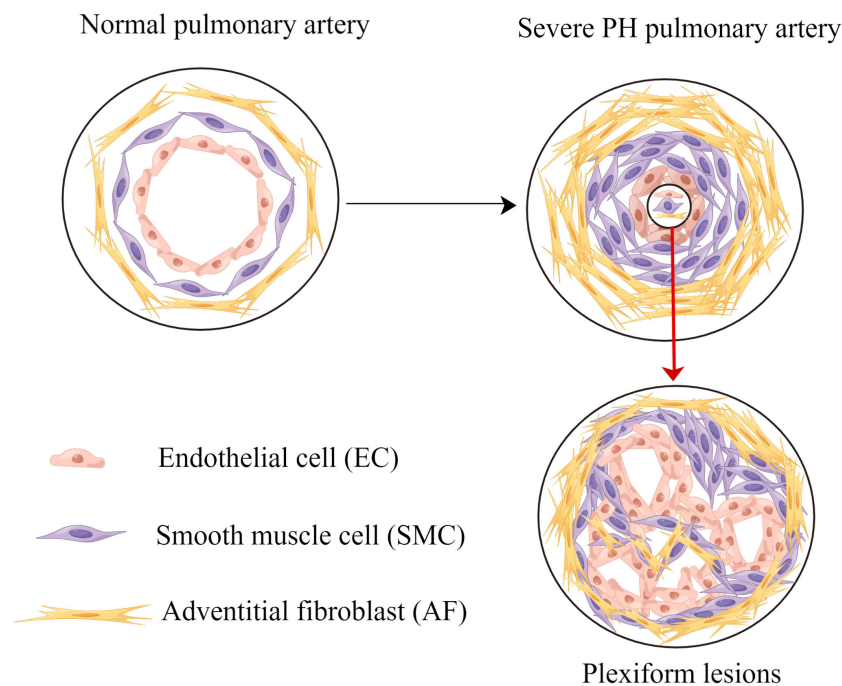 Normal pulmonary artery
Severe PH pulmonary artery
Endothelial cell (EC)
Smooth muscle cell (SMC)
Adventitial fibroblast (AF)
Plexiform lesions